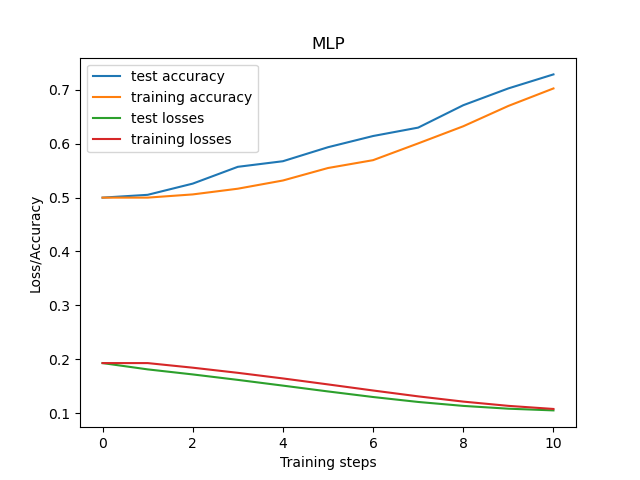 MLP
test accuracy
training accuracy
test losses
training losses
Loss/Accuracy
0.7
0.6
0.5
0.4
0.3
0.2
0.1
0 2 4 6 8 10
Training steps